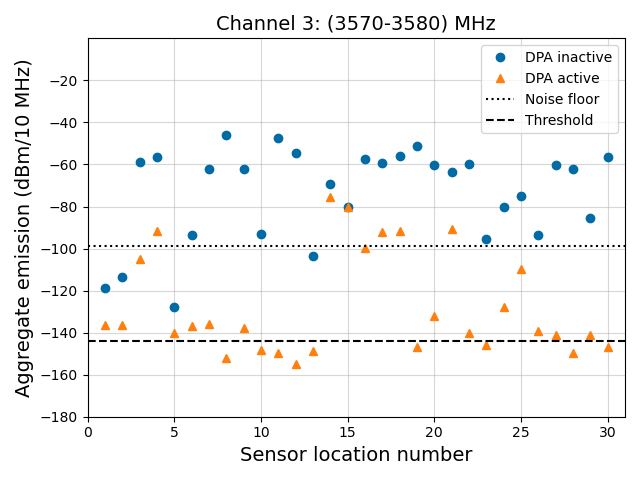 Channel 3: (3570-3580) MHz
DPA inactive
DPA active
Noise floor
Threshold
Aggregate emission (dBm/10 MHz)
−20
−40
−60
−80
−100
−120
−140
−160
−180
0 5 10 15 20 25 30
Sensor location number